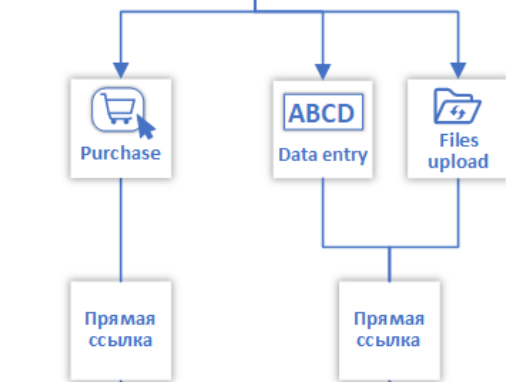 ABCD
Purchase
Data entry
Files
upload
Прямая
ссылка
Прямая
ссылка